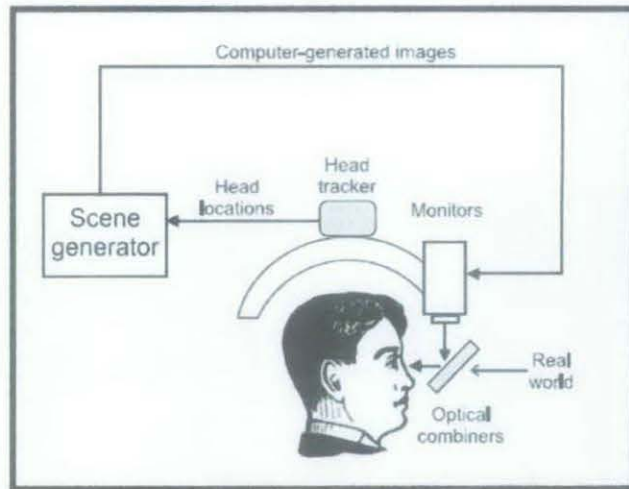 Computer-generated images
Head
tracker
Head
locations
Monitors
Scene
generator
Real
world
Optical
combiners